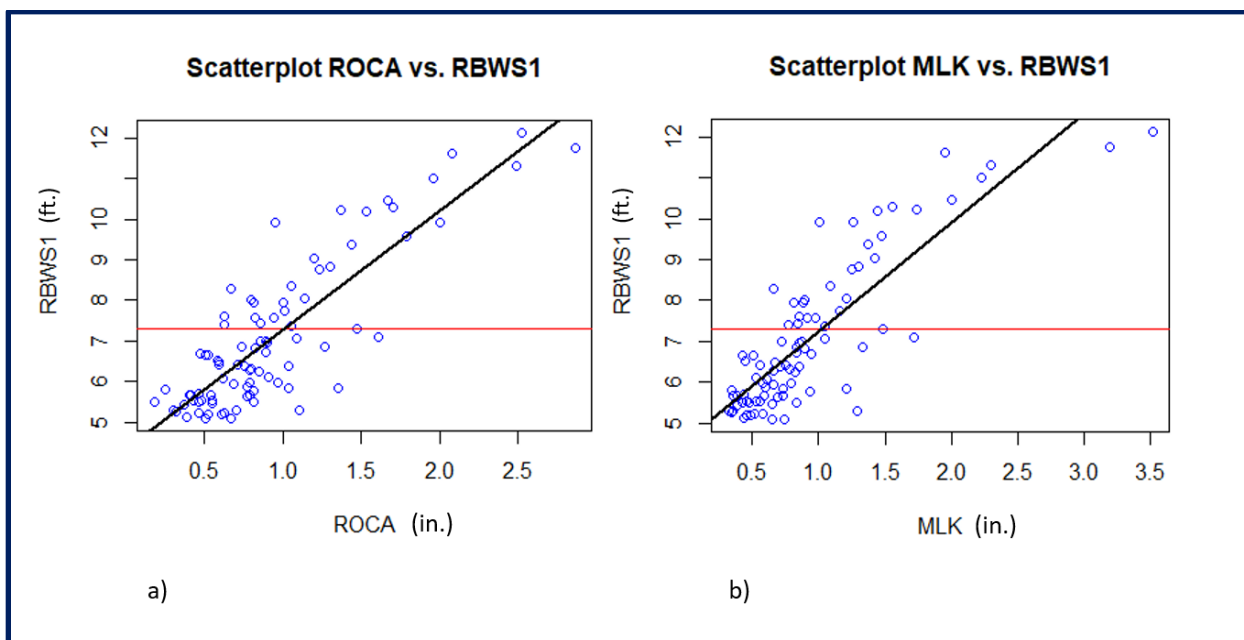 Scatterplot ROCA vs. RBWS1
RBWS1 (ft.)
12
10
9
8
7
6
5
0.5 1.0 1.5 2.0 2.5
ROCA (in.)
a)
Scatterplot MLK vs. RBWS1
RBWS1 (ft.)
12
10
9
8
7
6
5
0.5 1.0 1.5 2.0 2.5 3.0 3.5
MLK (in.)
b)